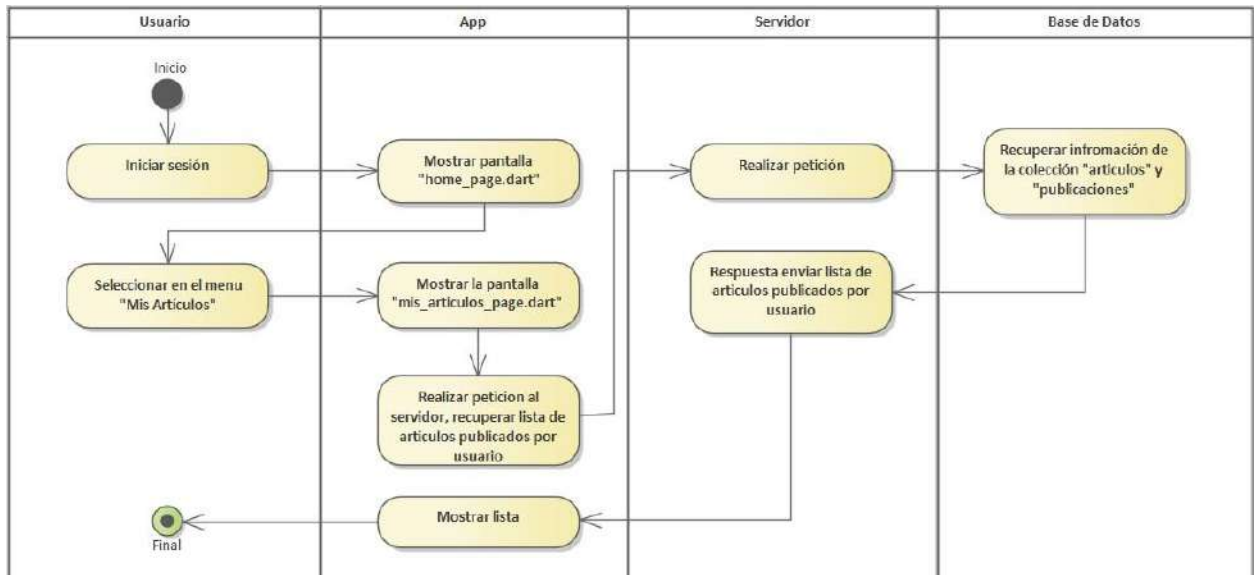 Usuario
App
Servidor
Base de Datos
Inicio
Iniciar sesión
Mostrar pantalla
"home_page.dart"
Realizar petición
Recuperar infromación de
la colección "articulos" y
"publicaciones"
Seleccionar en el menu
"Mis Artículos"
Mostrar la pantalla
"mis_articulos_page.dart"
Respuesta enviar lista de
articulos publicados por
usuario
Realizar peticion al
servidor, recuperar lista de
articulos publicados por
usuario
Mostrar lista
Final